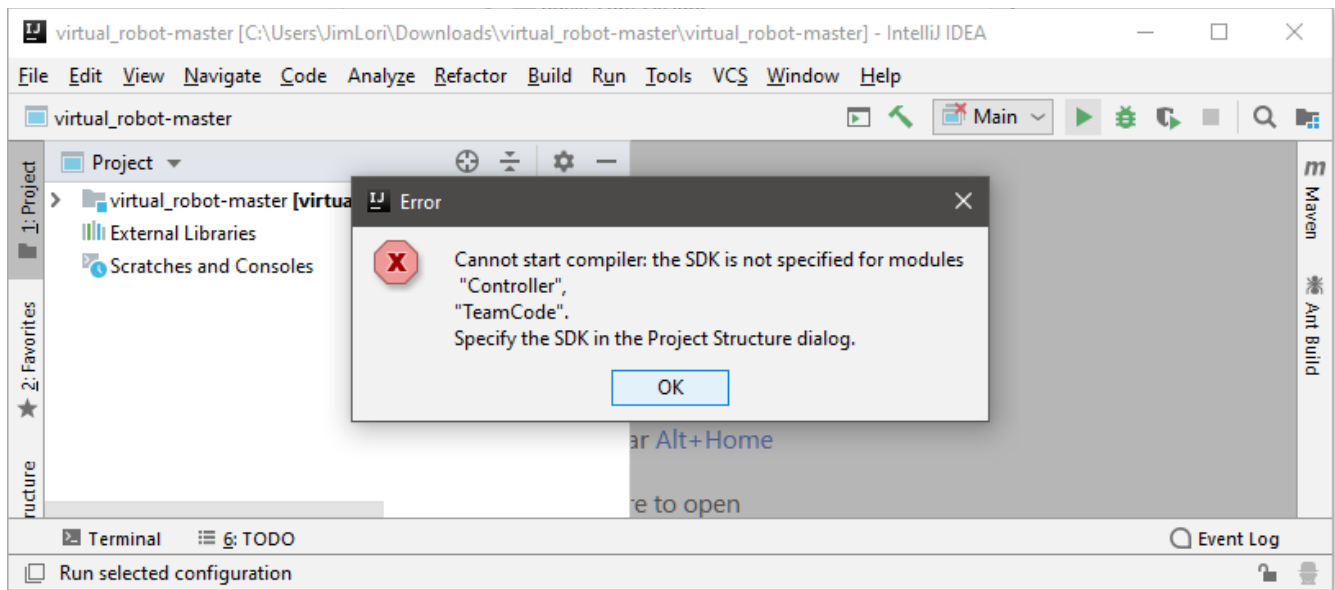 virtual_robot-master [C:\Users\JimLori\Downloads\virtual_robot-master\virtual_robot-master] - IntelliJ IDEA
File Edit View Navigate Code Analyze Refactor Build Run Tools VCS Window Help
virtual_robot-master
Main
1: Project
Project
virtual_robot-master [virtua
External Libraries
Scratches and Consoles
Error
Cannot start compiler: the SDK is not specified for modules
"Controller",
"TeamCode".
Specify the SDK in the Project Structure dialog.
OK
ar Alt+Home
re to open
m Maven
Ant Build
2: Favorites
ructure
Terminal 6: TODO Event Log
Run selected configuration